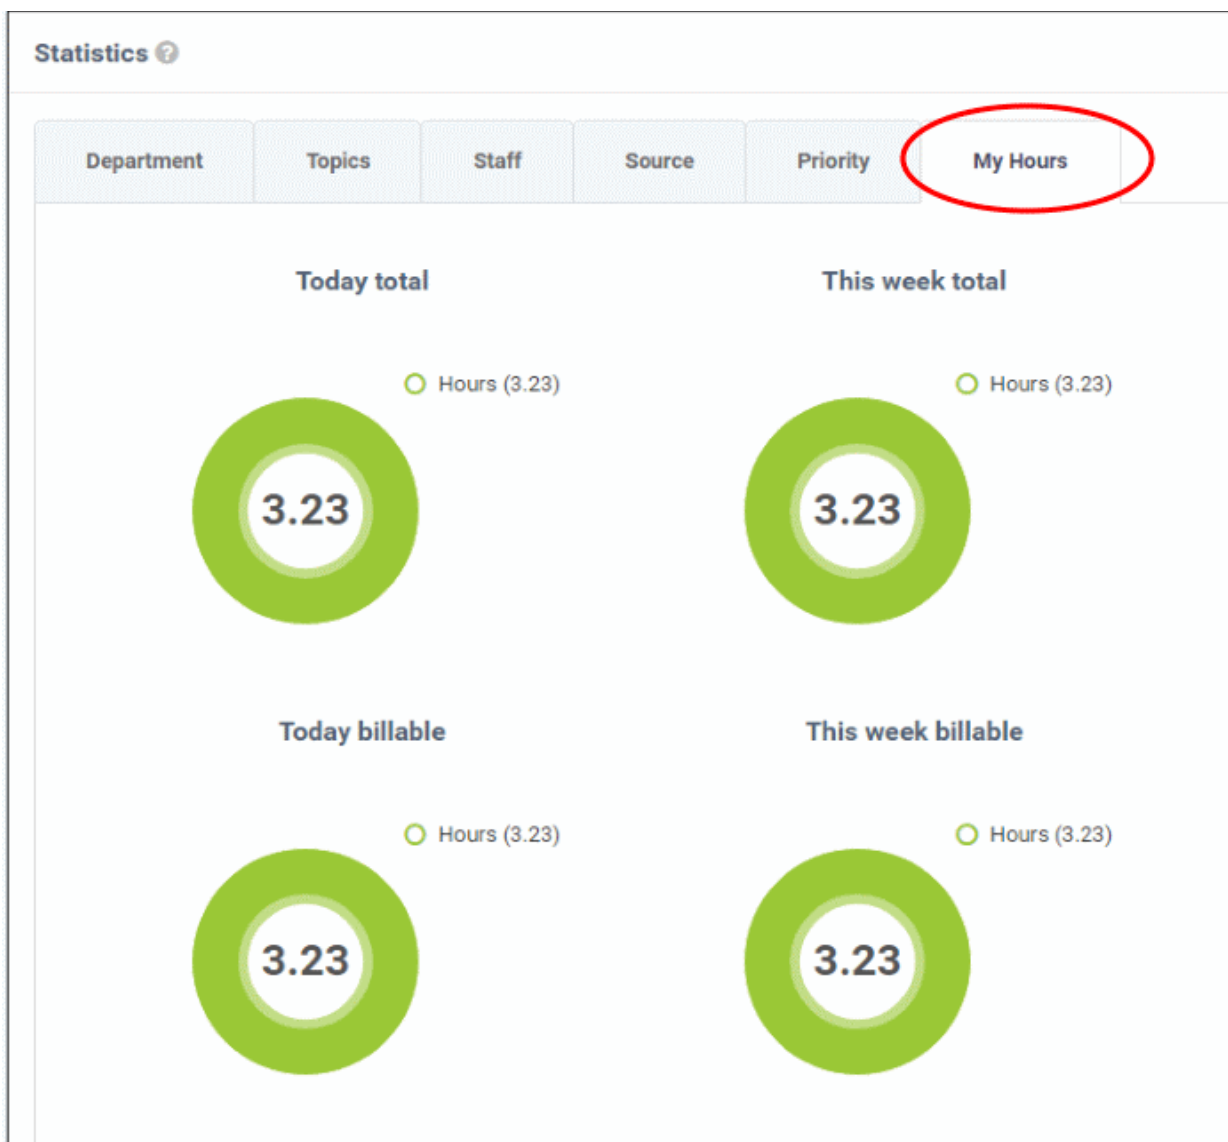 Statistics ?
Department Topics Staff Source Priority My Hours
Today total This week total
Hours (3.23) Hours (3.23)
3.23 3.23
Today billable This week billable
Hours (3.23) Hours (3.23)
3.23 3.23